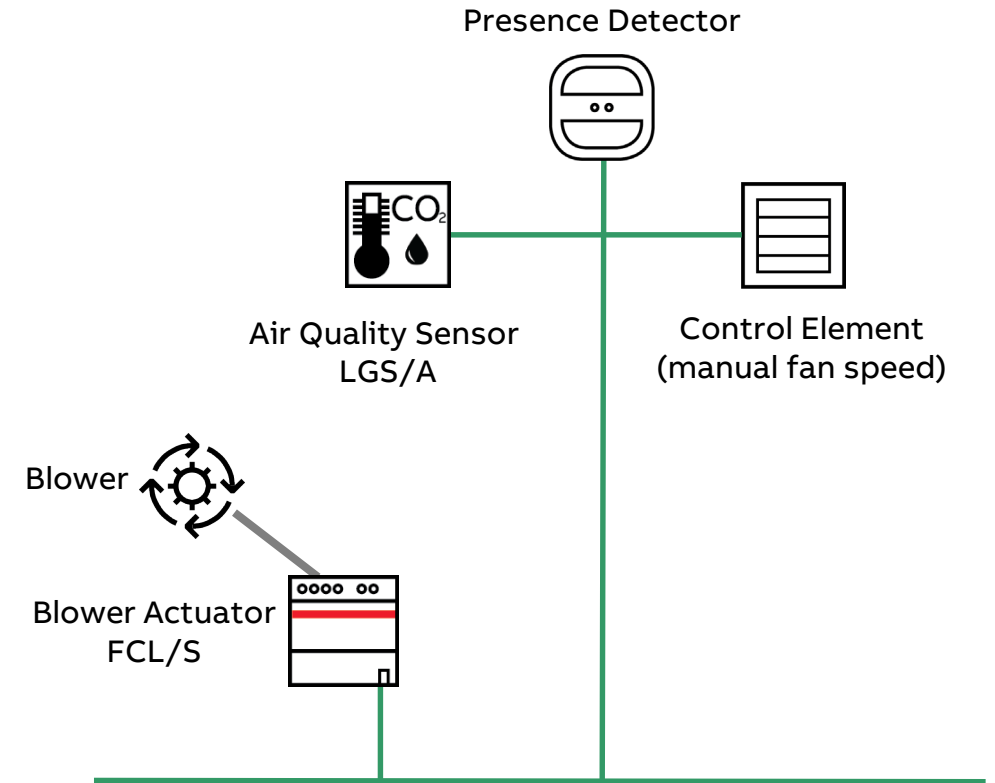 Presence Detector
CO₂
Air Quality Sensor
LGS/A
Control Element
(manual fan speed)
Blower
Blower Actuator
FCL/S